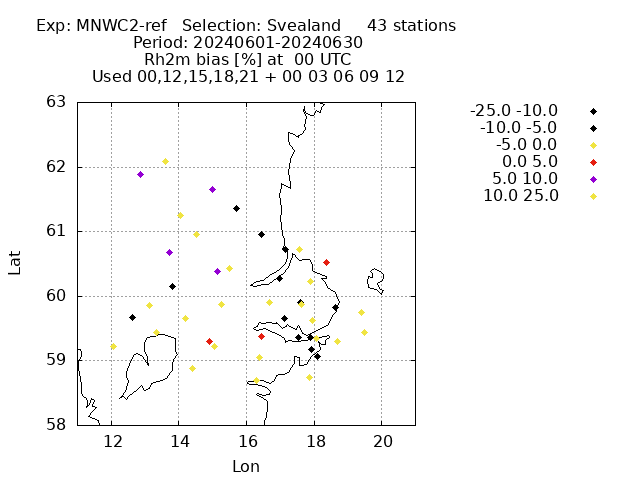 Exp: MNWC2-ref   Selection: Svealand     43 stations
Period: 20240601-20240630
Rh2m bias [%] at  00 UTC
Used 00,12,15,18,21 + 00 03 06 09 12
63
62
61
60
59
58
Lat
12 14 16 18 20
Lon
-25.0 -10.0
-10.0 -5.0
-5.0 0.0
0.0 5.0
5.0 10.0
10.0 25.0